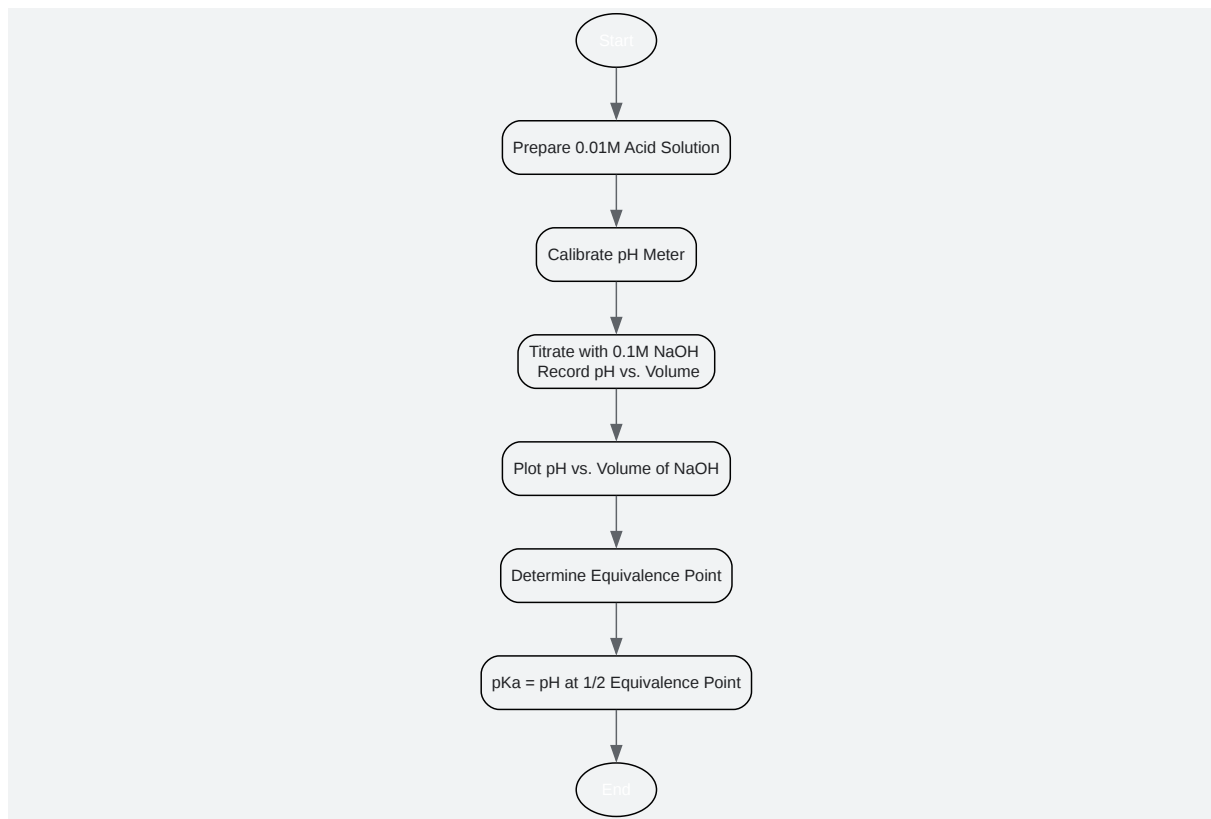 Start
Prepare 0.01M Acid Solution
Calibrate pH Meter
Titrate with 0.1M NaOH
Record pH vs. Volume
Plot pH vs. Volume of NaOH
Determine Equivalence Point
pKa = pH at 1/2 Equivalence Point
End